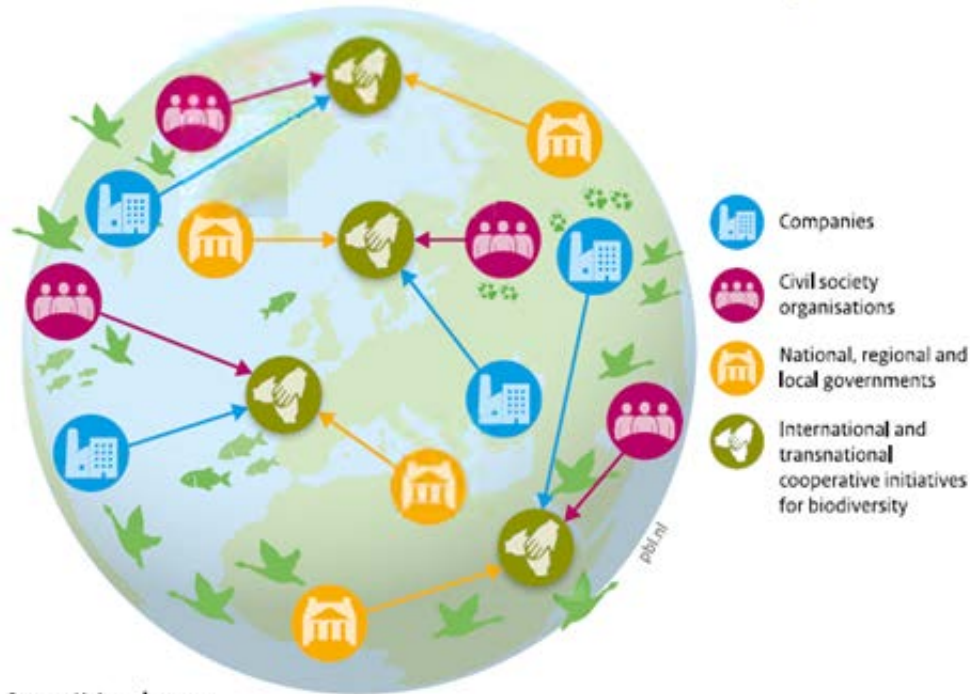 Companies
Civil society
organisations
National, regional and
local governments
International and
transnational
cooperative initiatives
for biodiversity
pbl.nl